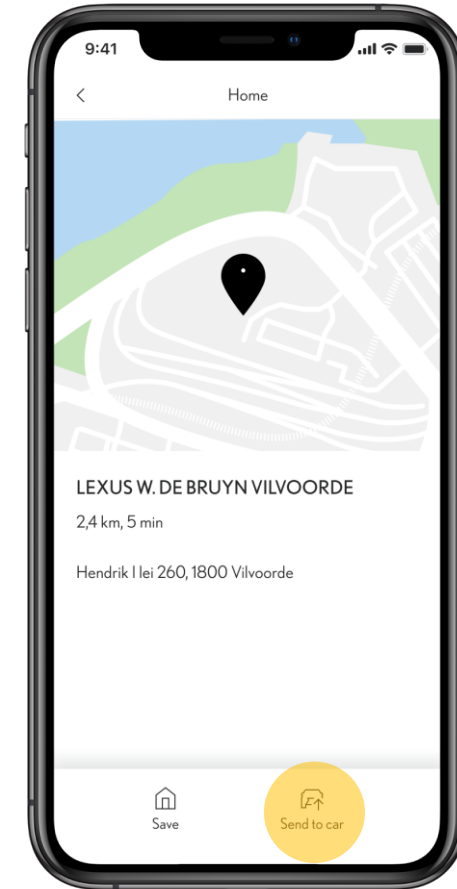 9:41
Home
LEXUS W. DE BRUYN VILVOORDE
2,4 km, 5 min
Hendrik I lei 260, 1800 Vilvoorde
Save
Send to car